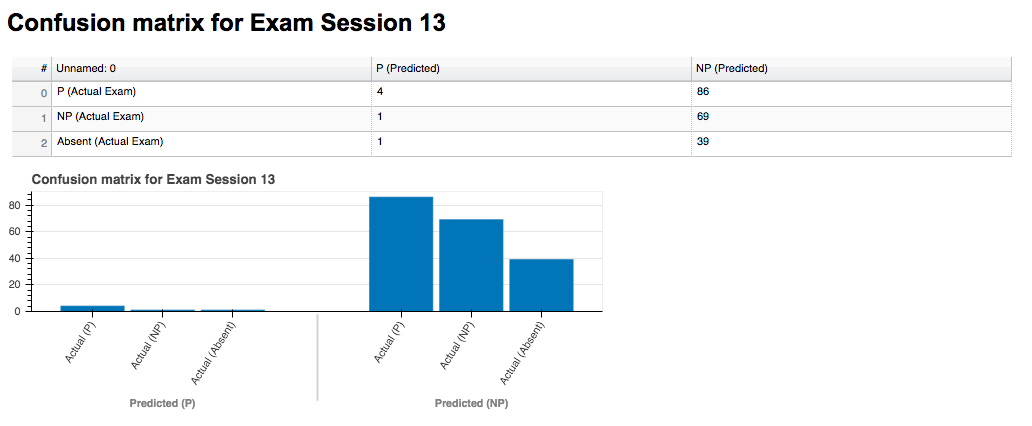 Confusion matrix for Exam Session 13
# Unnamed: 0 P (Predicted) NP (Predicted)
0 P (Actual Exam) 4 86
1 NP (Actual Exam) 1 69
2 Absent (Actual Exam) 1 39
Confusion matrix for Exam Session 13
80
60
40
20
0
Actual (P) Actual (NP) Actual (Absent) Actual (P) Actual (NP) Actual (Absent)
Predicted (P) Predicted (NP)